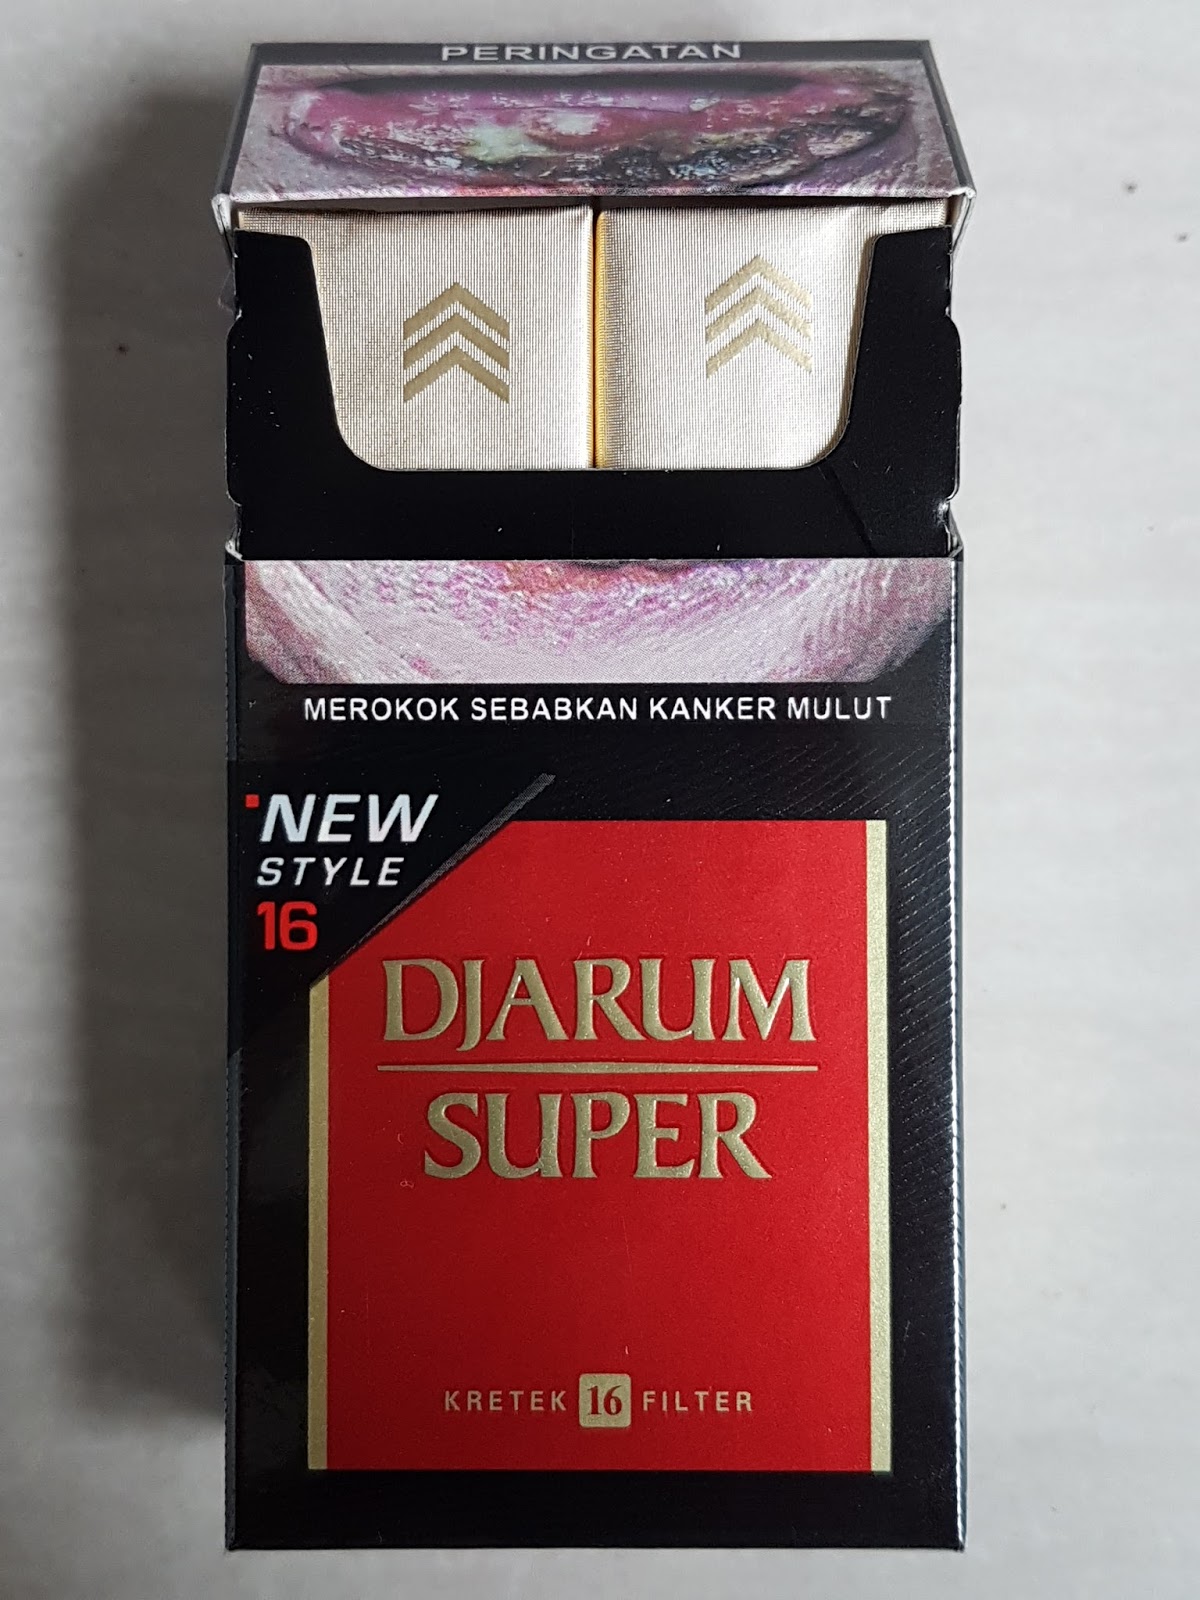 PERINGATAN
MEROKOK SEBABKAN KANKER MULUT
NEW
STYLE
16
DJARUM
SUPER
KRETEK 16 FILTER